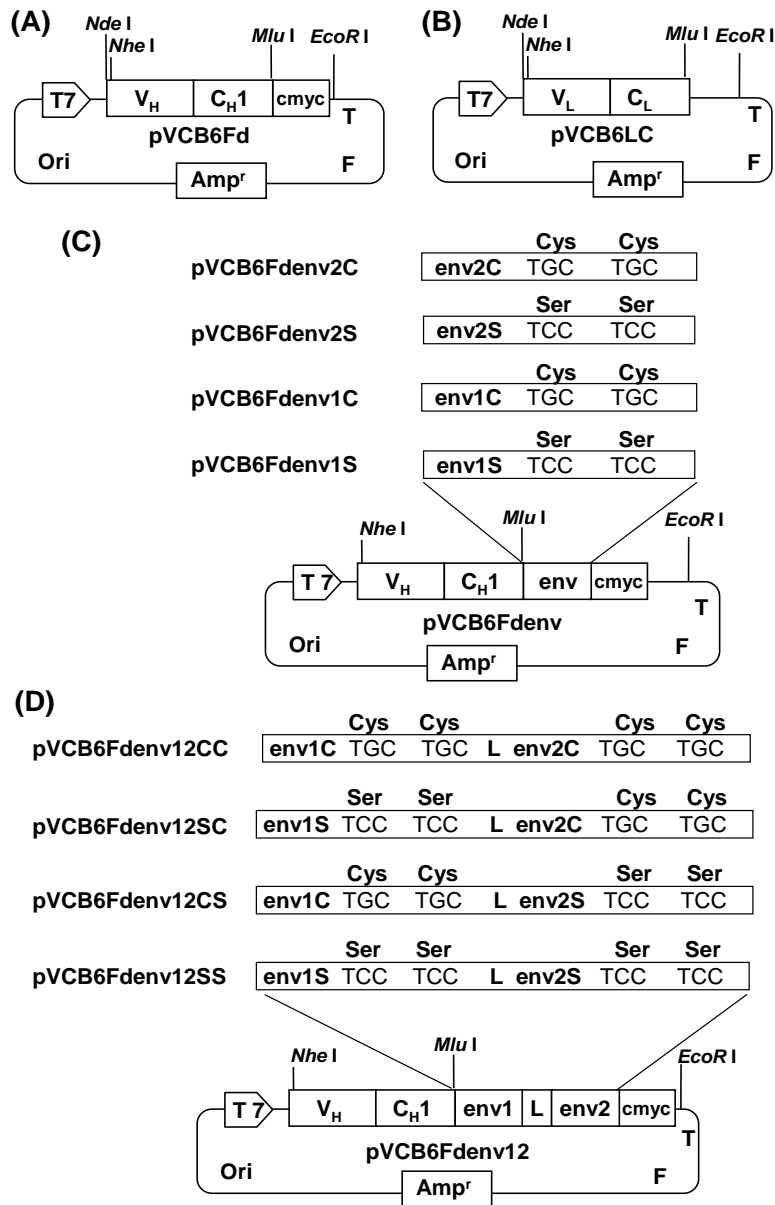 (A)
Nde I
Nhe I
Mlu I
EcoR I
T7
VH
CH1
cmyc
T
pVCB6Fd
Ori
F
Ampr
(B)
Nde I
Nhe I
Mlu I
EcoR I
T7
VL
CL
T
pVCB6LC
Ori
F
Ampr
(C)
Cys Cys
pVCB6Fdenv2C env2C TGC TGC
Ser Ser
pVCB6Fdenv2S env2S TCC TCC
Cys Cys
pVCB6Fdenv1C env1C TGC TGC
Ser Ser
pVCB6Fdenv1S env1S TCC TCC
Nhe I
Mlu I
EcoR I
T 7
VH
CH1
env
cmyc
T
pVCB6Fdenv
Ori
F
Ampr
(D)
Cys Cys Cys Cys
pVCB6Fdenv12CC env1C TGC TGC L env2C TGC TGC
Ser Ser Cys Cys
pVCB6Fdenv12SC env1S TCC TCC L env2C TGC TGC
Cys Cys Ser Ser
pVCB6Fdenv12CS env1C TGC TGC L env2S TCC TCC
Ser Ser Ser Ser
pVCB6Fdenv12SS env1S TCC TCC L env2S TCC TCC
Nhe I
Mlu I
EcoR I
T 7
VH
CH1
env1
L
env2
cmyc
T
pVCB6Fdenv12
Ori
F
Ampr